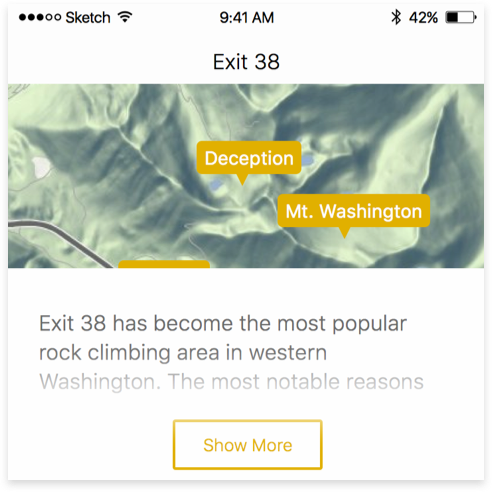 Sketch 9:41 AM 42%
Exit 38
Deception
Mt. Washington
Exit 38 has become the most popular
rock climbing area in western
Washington. The most notable reasons
Show More